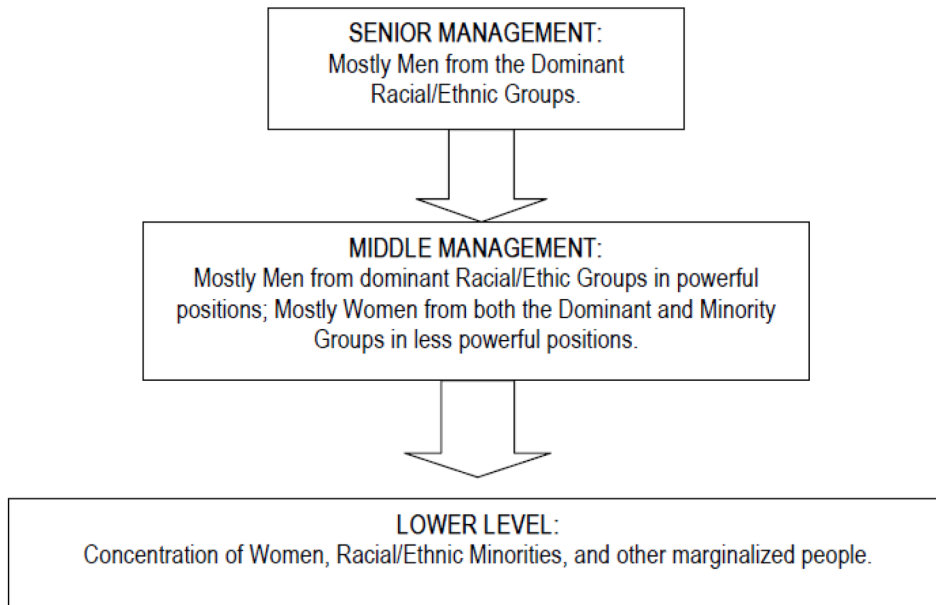 SENIOR MANAGEMENT:
Mostly Men from the Dominant
Racial/Ethnic Groups.
MIDDLE MANAGEMENT:
Mostly Men from dominant Racial/Ethic Groups in powerful
positions; Mostly Women from both the Dominant and Minority
Groups in less powerful positions.
LOWER LEVEL:
Concentration of Women, Racial/Ethnic Minorities, and other marginalized people.